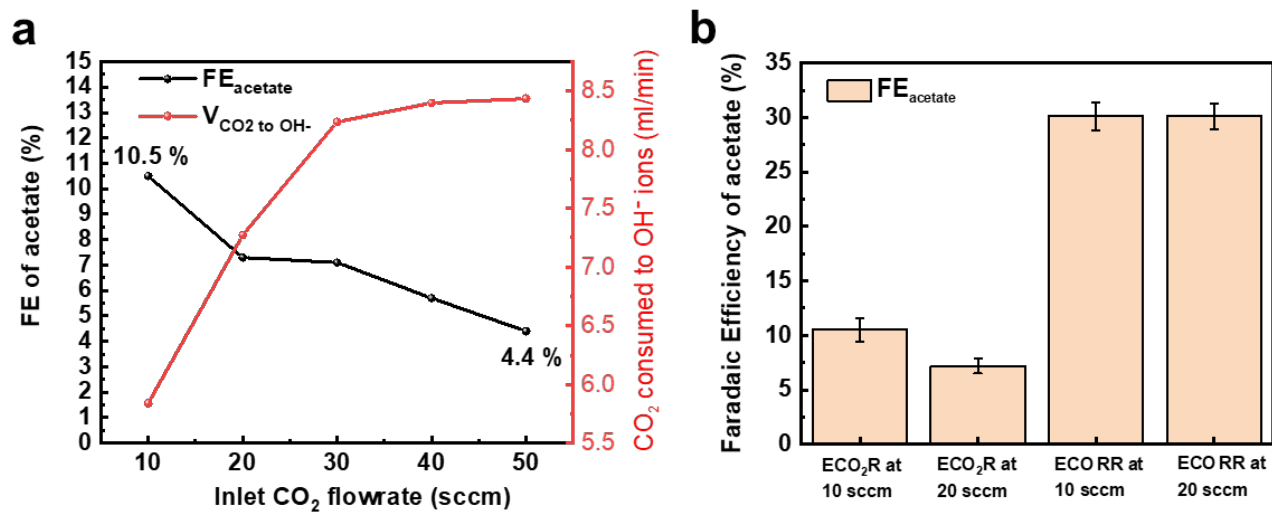 a
FE of acetate (%)
15
14
13
12
11
10
9
8
7
6
5
4
3
2
1
0
FEacetate
VCO2 to OH-
10.5 %
4.4 %
8.5
8.0
7.5
7.0
6.5
6.0
5.5
CO2 consumed to OH⁻ ions (ml/min)
10 20 30 40 50
Inlet CO2 flowrate (sccm)
b
Faradaic Efficiency of acetate (%)
35
30
25
20
15
10
5
0
FEacetate
ECO2R at
10 sccm
ECO2R at
20 sccm
ECO RR at
10 sccm
ECO RR at
20 sccm